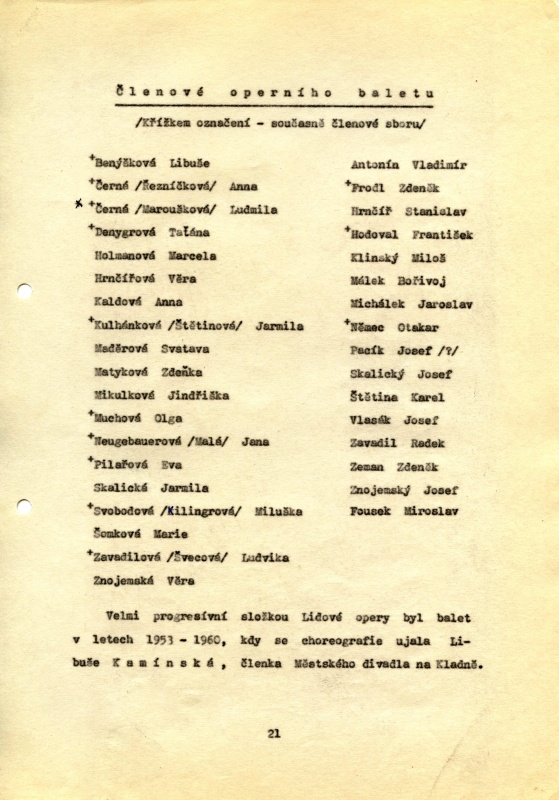 Členové operního baletu
/Křížkem označení - současně členové sboru/
+Benýšková Libuše
+Černá /Řezníčková/ Anna
+Černá /Maroušková/ Ludmila
+Denygrová Taťána
Holmanová Marcela
Hrnčířová Věra
Kaldová Anna
+Kulhánková /Štětinová/ Jarmila
Maděrová Svatava
Matyková Zdeňka
Mikulková Jindřiška
+Muchová Olga
+Neugebauerová /Malá/ Jana
+Pilařová Eva
Skalická Jarmila
+Svobodová /Kilingrová/ Miluška
Šomková Marie
+Zavadilová /Švecová/ Ludvika
Znojemská Věra
Antonín Vladimír
+Frodl Zdeněk
Hrnčíř Stanislav
+Hodoval František
Klinský Miloš
Málek Bořivoj
Michálek Jaroslav
+Němec Otakar
Pacík Josef /?/
Skalický Josef
Štětina Karel
Vlasák Josef
Zavadil Radek
Zeman Zdeněk
Znojemský Josef
Fousek Miroslav
Velmi progresívní složkou Lidové opery byl balet
v letech 1953 - 1960, kdy se choreografie ujala Li-
buše Kamínská, členka Městského divadla na Kladně.
21